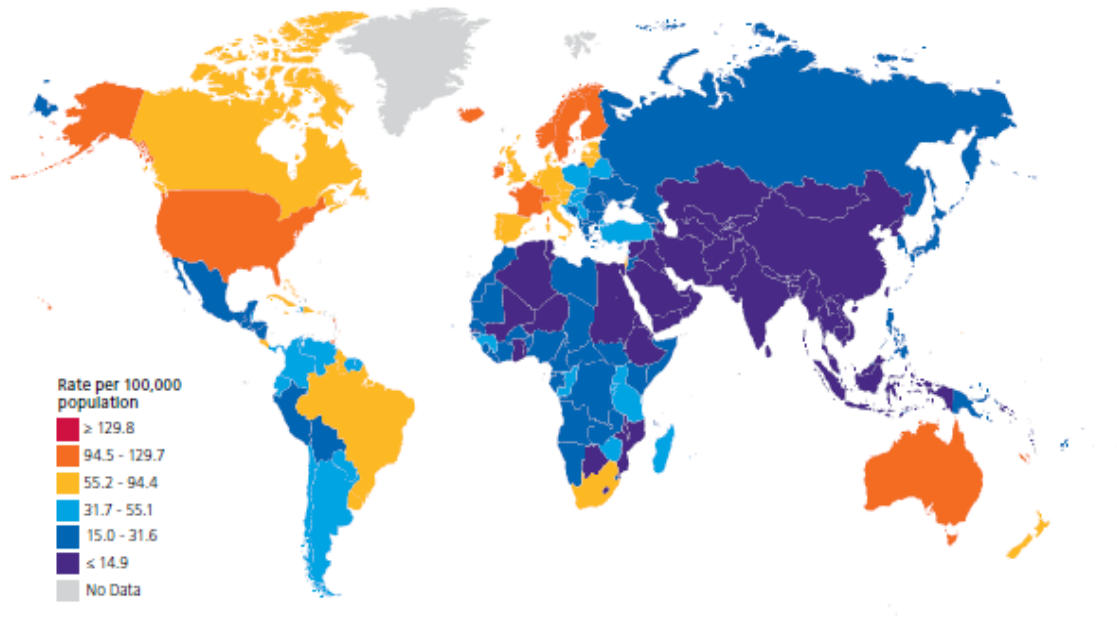 Rate per 100,000
population
≥ 129.8
94.5 - 129.7
55.2 - 94.4
31.7 - 55.1
15.0 - 31.6
≤ 14.9
No Data